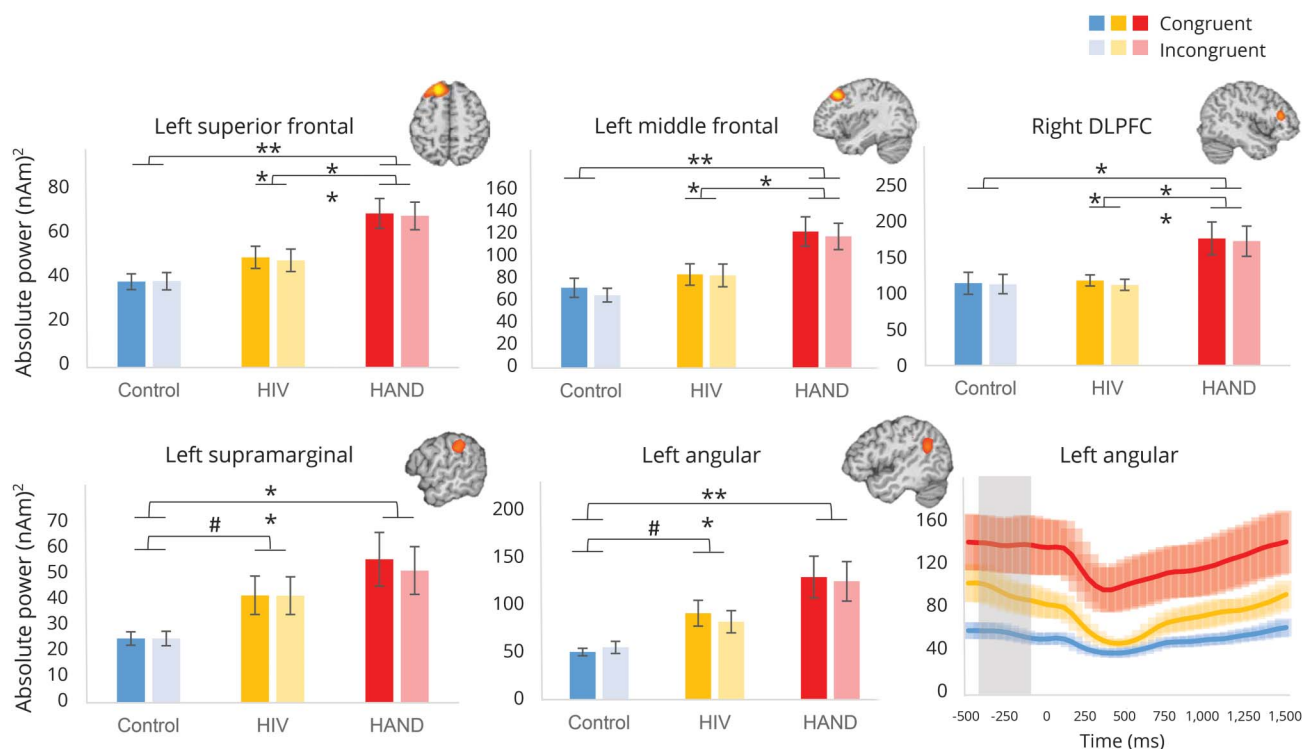 Congruent
Incongruent
Left superior frontal
Absolute power (nAm)²
80
60
40
20
0
**
*
*
*
Control
HIV
HAND
Left middle frontal
160
140
120
100
80
60
40
20
0
**
*
*
Control
HIV
HAND
Right DLPFC
250
200
150
100
50
0
*
*
*
*
Control
HIV
HAND
Left supramarginal
Absolute power (nAm)²
70
60
50
40
30
20
10
0
*
#
*
Control
HIV
HAND
Left angular
200
150
100
50
0
**
#
*
Control
HIV
HAND
Left angular
160
120
80
40
0
-500 -250 0 250 500 750 1,000 1,250 1,500
Time (ms)